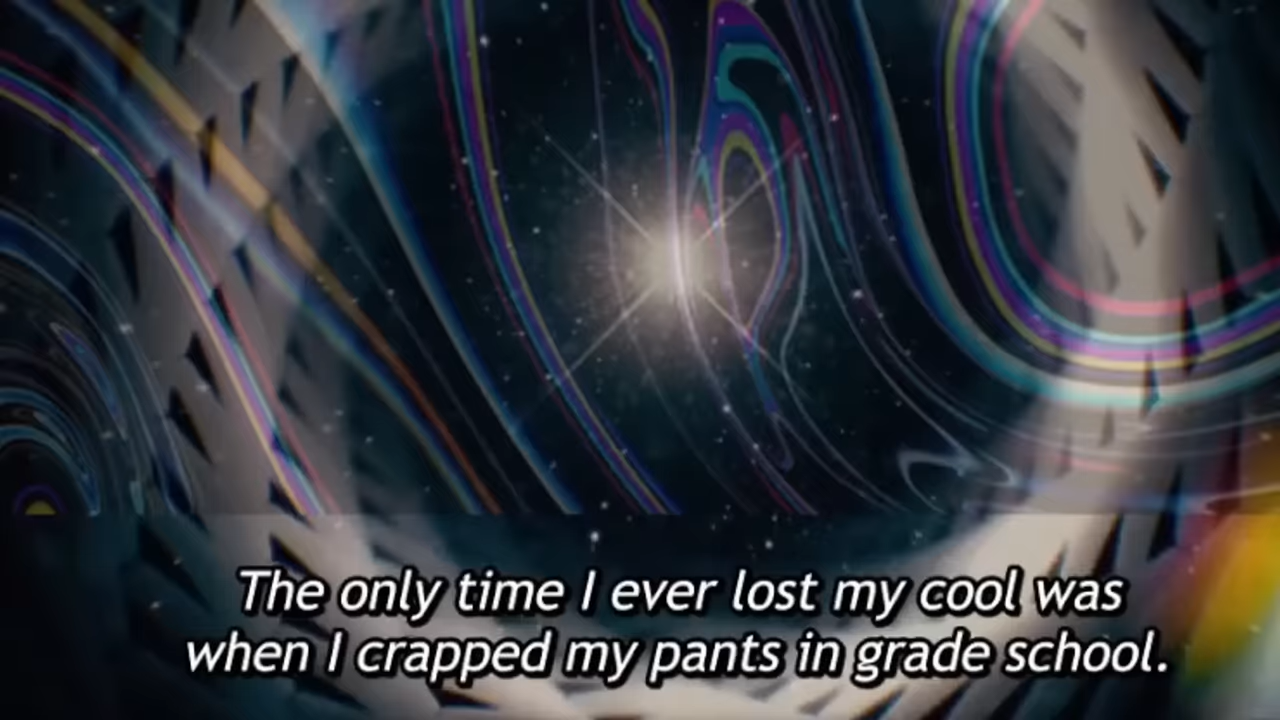 The only time I ever lost my cool was
when I crapped my pants in grade school.